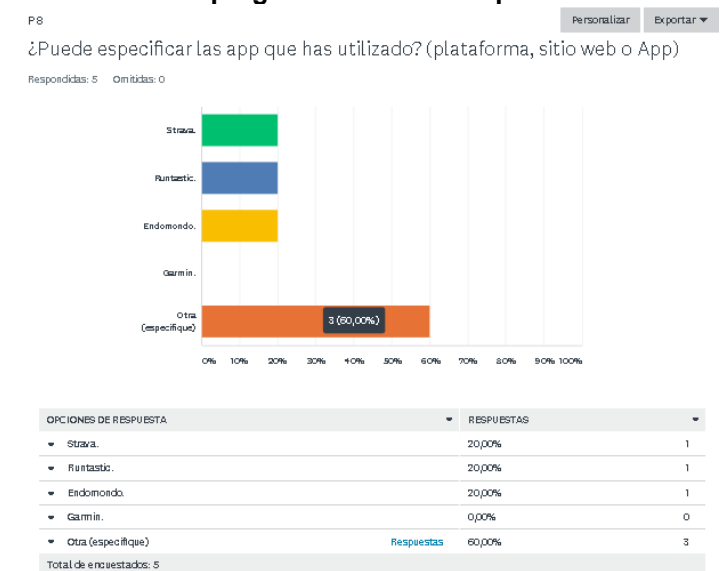 P8
Personalizar
Exportar
¿Puede especificar las app que has utilizado? (plataforma, sitio web o App)
Respondidas: 5 Omitidas: 0
Strava.
Runtastic.
Endomondo.
Garmin.
Otra
(especifique)
3 (60,00%)
0% 10% 20% 30% 40% 50% 60% 70% 80% 90% 100%
OPCIONES DE RESPUESTA RESPUESTAS
Strava. 20,00% 1
Runtastic. 20,00% 1
Endomondo. 20,00% 1
Garmin. 0,00% 0
Otra (especifique) Respuestas 60,00% 3
Total de encuestados: 5